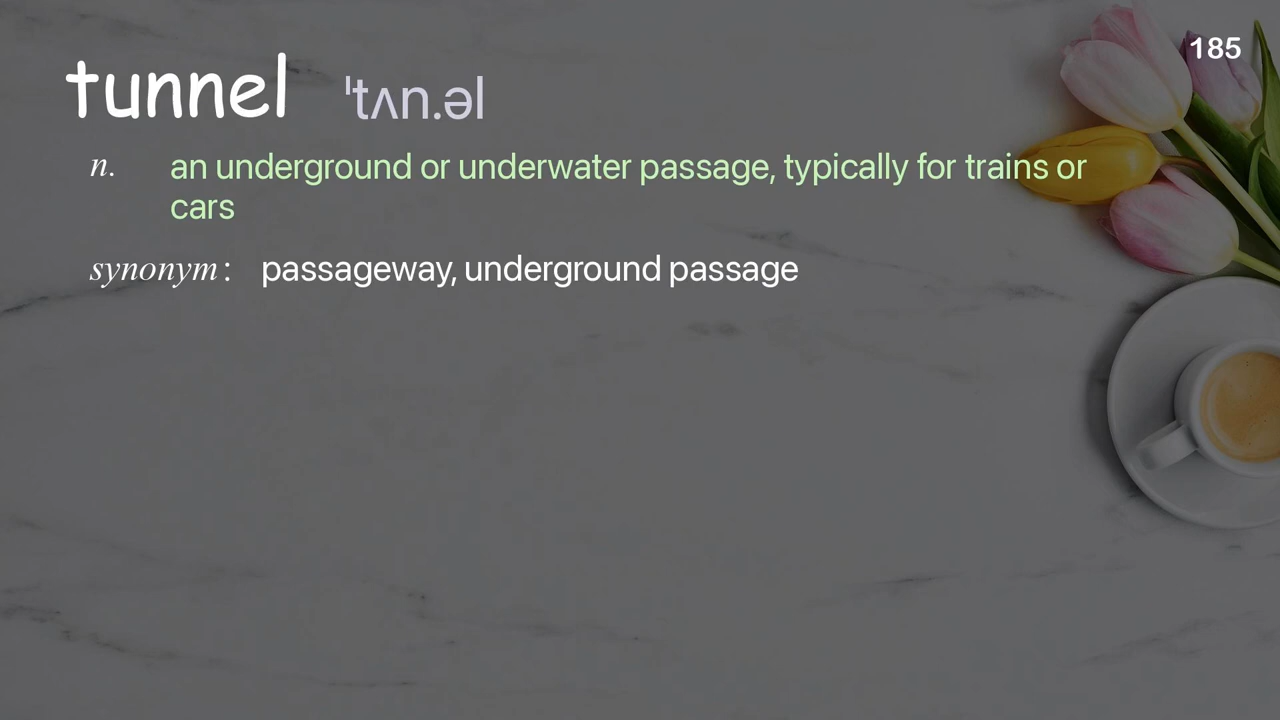 185
tunnel ˈtʌn.əl
n. an underground or underwater passage, typically for trains or
cars
synonym: passageway, underground passage